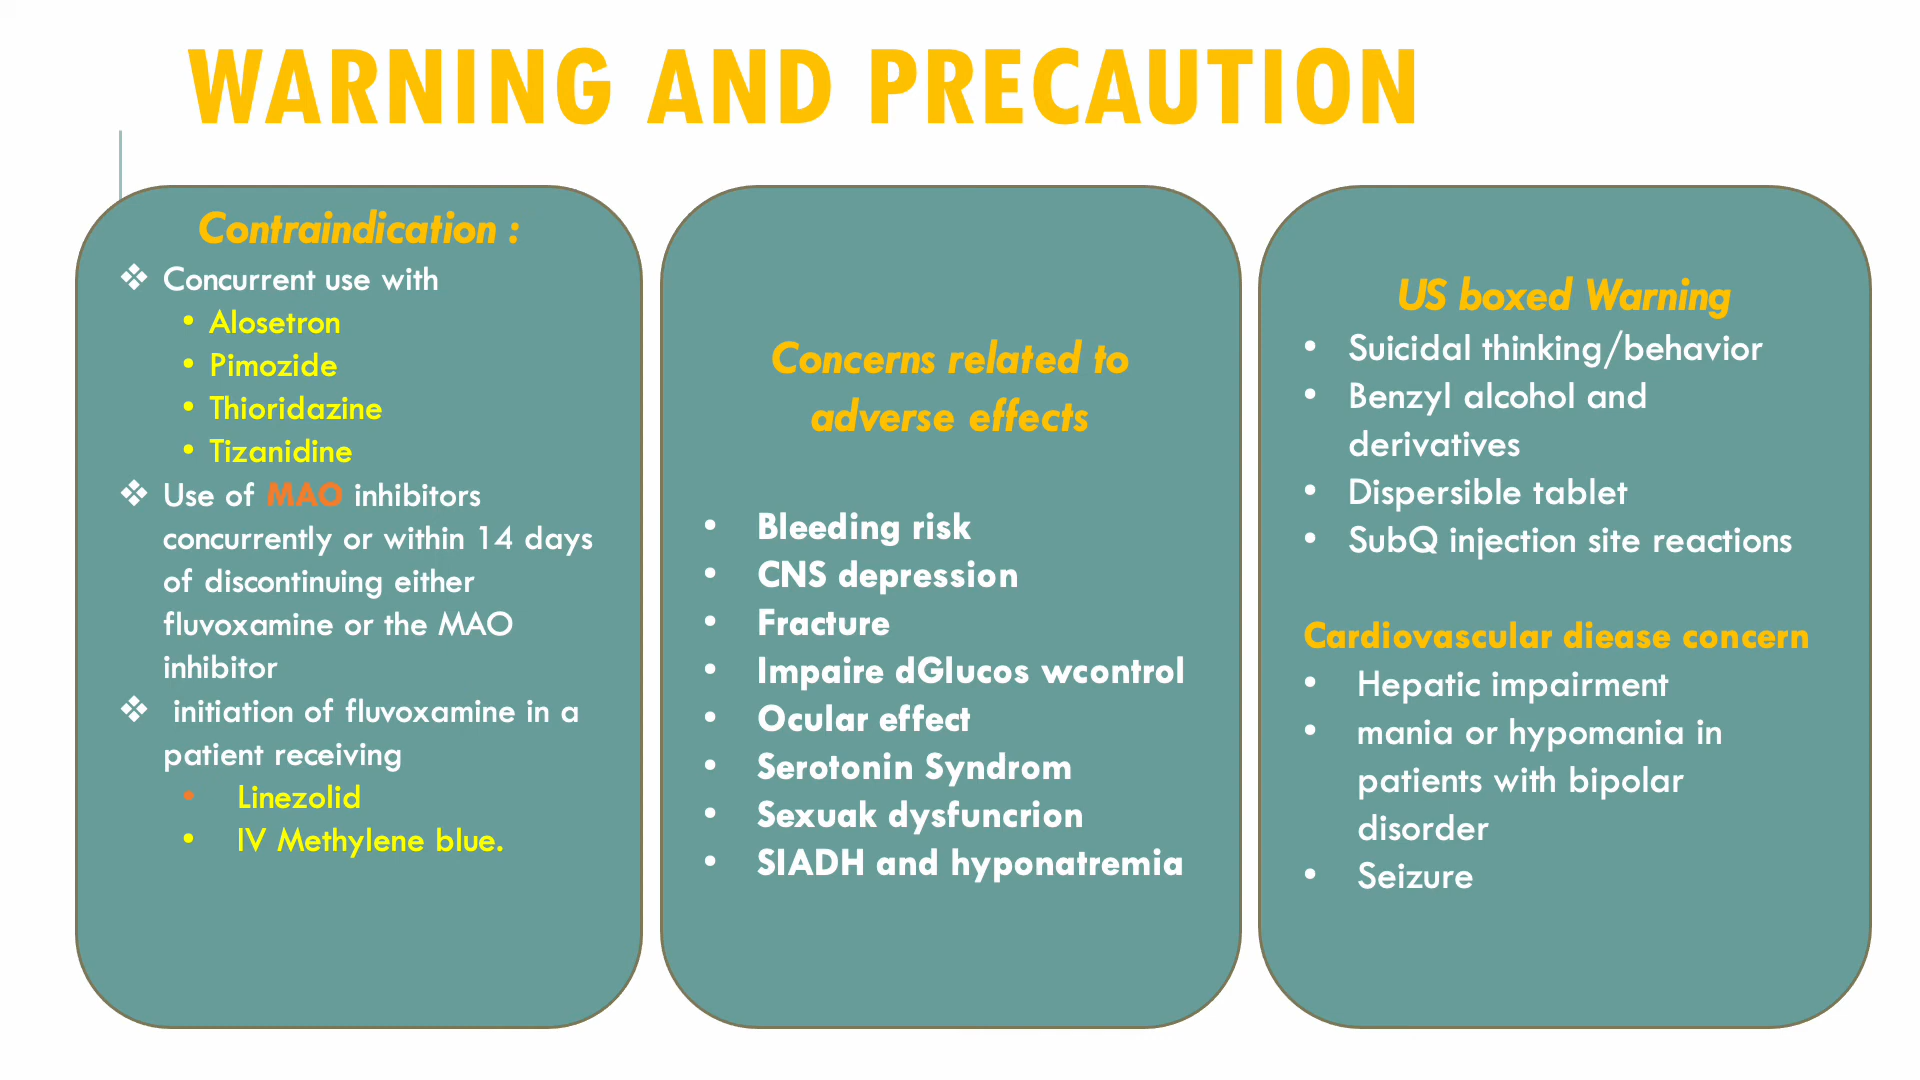 WARNING AND PRECAUTION
Contraindication :
❖ Concurrent use with
• Alosetron
• Pimozide
• Thioridazine
• Tizanidine
❖ Use of MAO inhibitors
concurrently or within 14 days
of discontinuing either
fluvoxamine or the MAO
inhibitor
❖ initiation of fluvoxamine in a
patient receiving
• Linezolid
• IV Methylene blue.
Concerns related to
adverse effects
• Bleeding risk
• CNS depression
• Fracture
• Impaire dGlucos wcontrol
• Ocular effect
• Serotonin Syndrom
• Sexuak dysfuncrion
• SIADH and hyponatremia
US boxed Warning
• Suicidal thinking/behavior
• Benzyl alcohol and
derivatives
• Dispersible tablet
• SubQ injection site reactions
Cardiovascular diease concern
• Hepatic impairment
• mania or hypomania in
patients with bipolar
disorder
• Seizure